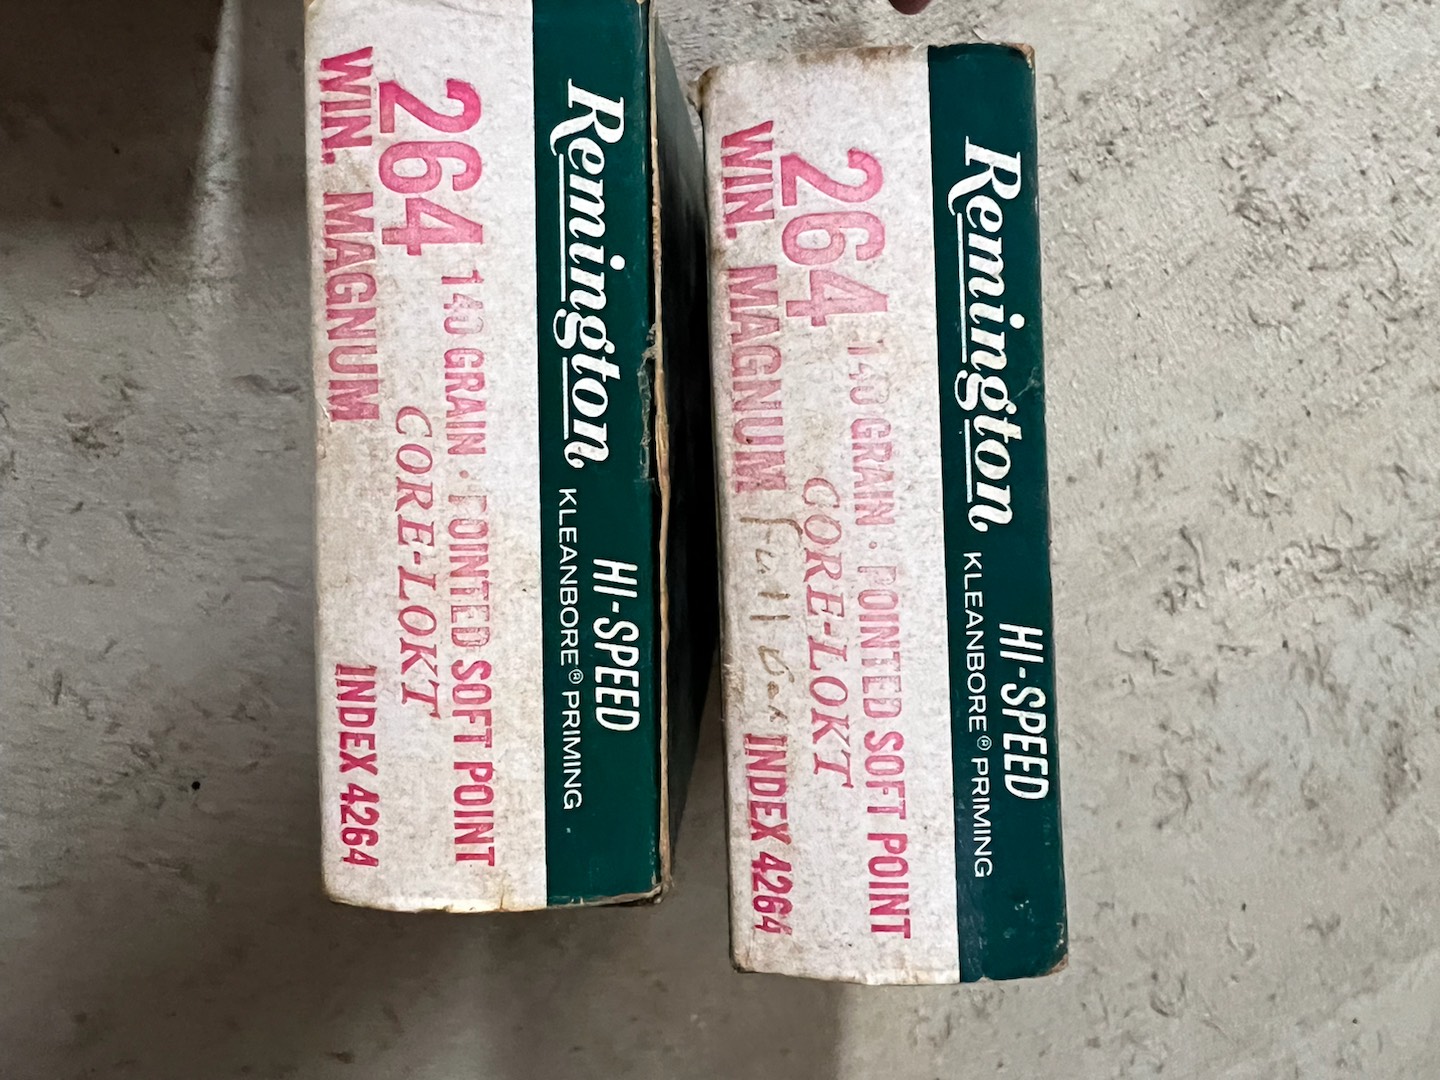 Remington
HI-SPEED
KLEANBORE® PRIMING
264
140 GRAIN · POINTED SOFT POINT
CORE-LOKT
WIN. MAGNUM
INDEX 4264
Remington
HI-SPEED
KLEANBORE® PRIMING
264
140 GRAIN · POINTED SOFT POINT
CORE-LOKT
WIN. MAGNUM
Full
INDEX 4264